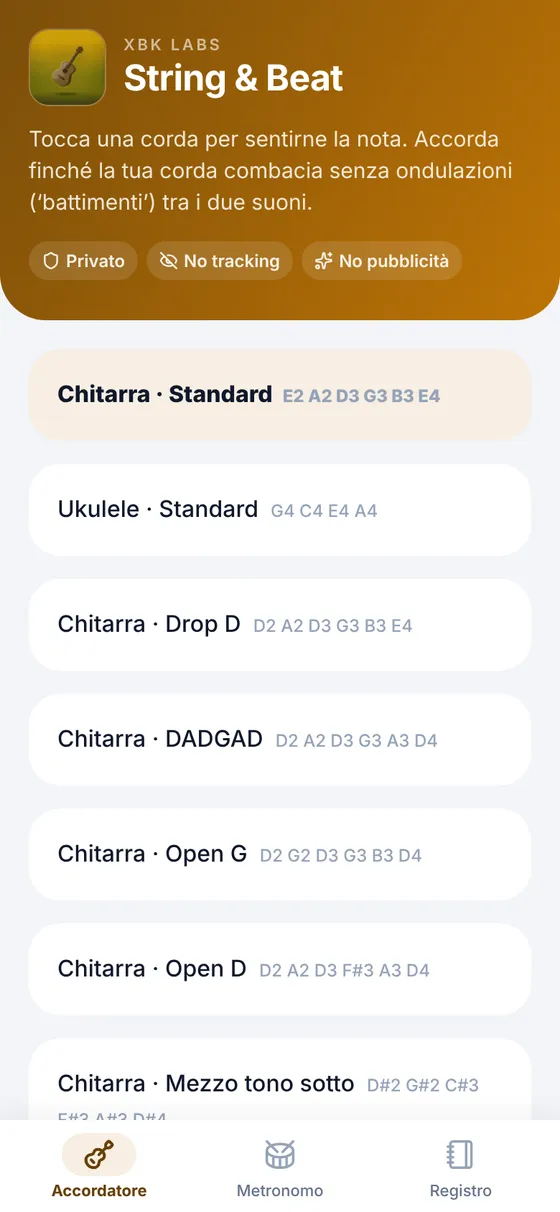 XBK LABS
String & Beat
Tocca una corda per sentirne la nota. Accorda
finché la tua corda combacia senza ondulazioni
(‘battimenti’) tra i due suoni.
Privato
No tracking
No pubblicità
Chitarra · Standard E2 A2 D3 G3 B3 E4
Ukulele · Standard G4 C4 E4 A4
Chitarra · Drop D D2 A2 D3 G3 B3 E4
Chitarra · DADGAD D2 A2 D3 G3 A3 D4
Chitarra · Open G D2 G2 D3 G3 B3 D4
Chitarra · Open D D2 A2 D3 F#3 A3 D4
Chitarra · Mezzo tono sotto D#2 G#2 C#3
F#3 A#3 D#4
Accordatore
Metronomo
Registro